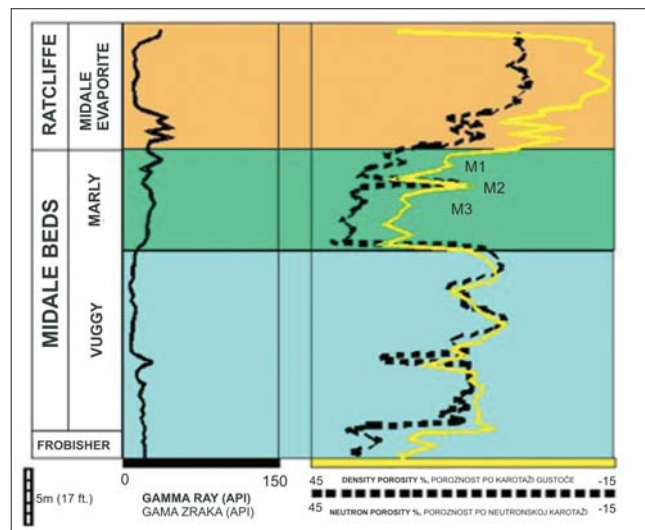 RATCLIFFE
MIDALE
EVAPORITE
MIDALE BEDS
MARLY
VUGGY
FROBISHER
M1
M2
M3
5m (17 ft.)
0
150
GAMMA RAY (API)
GAMA ZRAKA (API)
45
DENSITY POROSITY %, POROZNOST PO KAROTAŽI GUSTOČE
-15
45
NEUTRON POROSITY %, POROZNOST PO NEUTRONSKOJ KAROTAŽI
-15